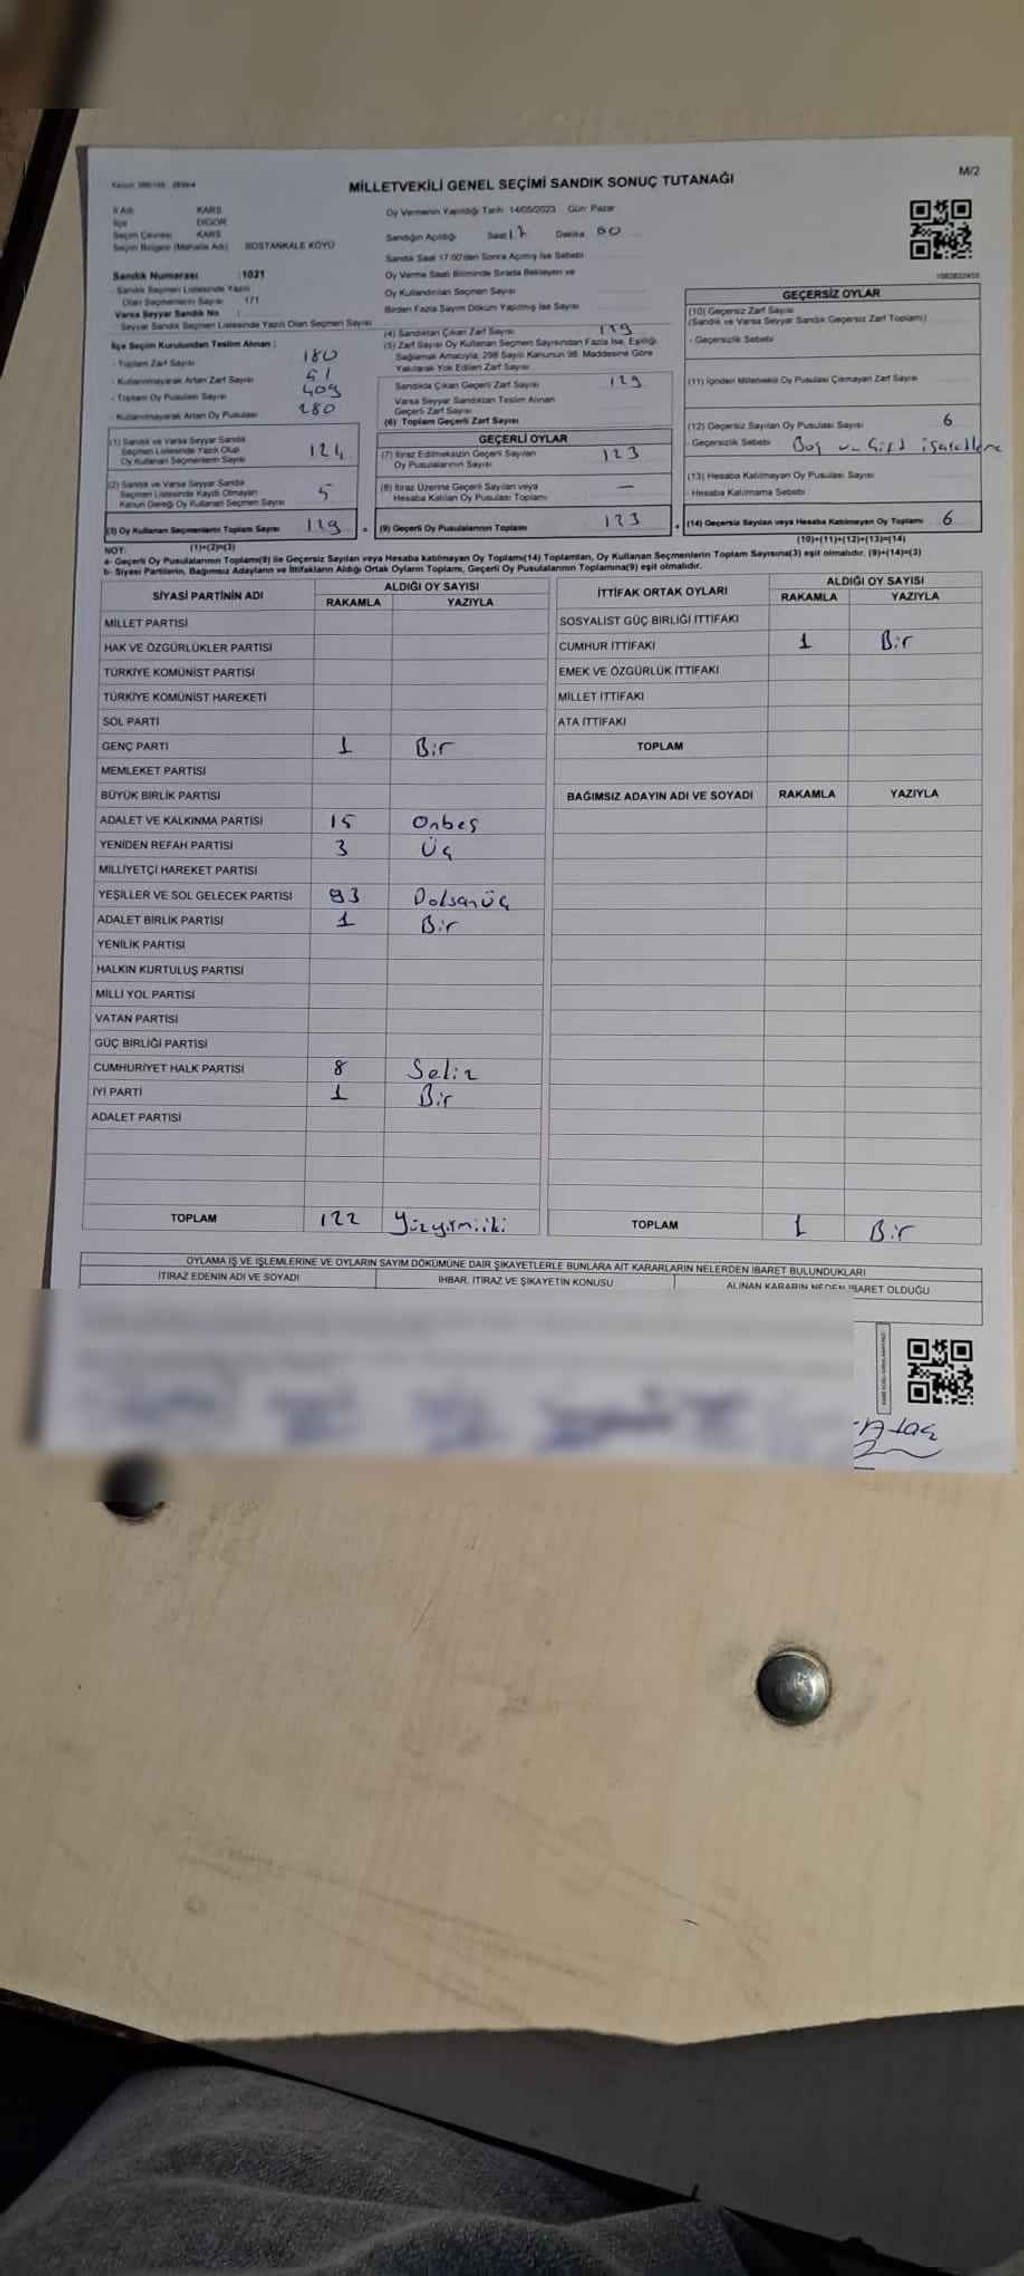 M/2
MİLLETVEKİLİ GENEL SEÇİMİ SANDIK SONUÇ TUTANAĞI
İl Adı KARS
İlçe DİGOR
Seçim Çevresi KARS
Seçim Bölgesi (Mahalle Adı) BOSTANKALE KÖYÜ
Sandık Numarası 1021
Sandık Seçmen Listesinde Yazılı
Olan Seçmenlerin Sayısı 171
Varsa Seyyar Sandık No :
Seyyar Sandık Seçmen Listesinde Yazılı Olan Seçmen Sayısı
Oy Vermenin Yapıldığı Tarih 14/05/2023 Gün: Pazar
Sandığın Açıldığı Saat 17 Dakika 00
Sandık Saat 17:00'den Sonra Açılmış İse Sebebi
Oy Verme Saati Bitiminde Sırada Bekleyen ve
Oy Kullandırılan Seçmen Sayısı
Birden Fazla Sayım Döküm Yapılmış İse Sayısı
İlçe Seçim Kurulundan Teslim Alınan :
- Toplam Zarf Sayısı 180
- Kullanılmayarak Artan Zarf Sayısı 51
- Toplam Oy Pusulası Sayısı 409
- Kullanılmayarak Artan Oy Pusulası 280
(1) Sandık ve Varsa Seyyar Sandık
Seçmen Listesinde Yazılı Olup
Oy Kullanan Seçmenlerin Sayısı 124
(2) Sandık ve Varsa Seyyar Sandık
Seçmen Listesinde Kayıtlı Olmayan
Kanun Gereği Oy Kullanan Seçmen Sayısı 5
(3) Oy Kullanan Seçmenlerin Toplam Sayısı 129
(1)+(2)=(3)
(4) Sandıktan Çıkan Zarf Sayısı 129
(5) Zarf Sayısı Oy Kullanan Seçmen Sayısından Fazla İse, Eşitliği
Sağlamak Amacıyla, 298 Sayılı Kanunun 98. Maddesine Göre
Yakılarak Yok Edilen Zarf Sayısı
Sandıkta Çıkan Geçerli Zarf Sayısı 129
Varsa Seyyar Sandıktan Teslim Alınan
Geçerli Zarf Sayısı
(6) Toplam Geçerli Zarf Sayısı
GEÇERLİ OYLAR
(7) İtiraz Edilmeksizin Geçerli Sayılan
Oy Pusulalarının Sayısı 123
(8) İtiraz Üzerine Geçerli Sayılan veya
Hesaba Katılan Oy Pusulası Toplamı —
(9) Geçerli Oy Pusulalarının Toplamı 123
GEÇERSİZ OYLAR
(10) Geçersiz Zarf Sayısı
(Sandık ve Varsa Seyyar Sandık Geçersiz Zarf Toplamı)
- Geçersizlik Sebebi
(11) İçinden Milletvekili Oy Pusulası Çıkmayan Zarf Sayısı
(12) Geçersiz Sayılan Oy Pusulası Sayısı 6
- Geçersizlik Sebebi Boş ve Çift işaretleme
(13) Hesaba Katılmayan Oy Pusulası Sayısı
- Hesaba Katılmama Sebebi
(14) Geçersiz Sayılan veya Hesaba Katılmayan Oy Toplamı 6
(10)+(11)+(12)+(13)=(14)
NOT:
a- Geçerli Oy Pusulalarının Toplamı(9) ile Geçersiz Sayılan veya Hesaba katılmayan Oy Toplamı(14) Toplamları, Oy Kullanan Seçmenlerin Toplam Sayısına(3) eşit olmalıdır. (9)+(14)=(3)
b- Siyasi Partilerin, Bağımsız Adayların ve İttifakların Aldığı Ortak Oyların Toplamı, Geçerli Oy Pusulalarının Toplamına(9) eşit olmalıdır.
SİYASİ PARTİNİN ADI ALDIĞI OY SAYISI
RAKAMLA YAZIYLA
MİLLET PARTİSİ
HAK VE ÖZGÜRLÜKLER PARTİSİ
TÜRKİYE KOMÜNİST PARTİSİ
TÜRKİYE KOMÜNİST HAREKETİ
SOL PARTİ
GENÇ PARTİ 1 Bir
MEMLEKET PARTİSİ
BÜYÜK BİRLİK PARTİSİ
ADALET VE KALKINMA PARTİSİ 15 Onbeş
YENİDEN REFAH PARTİSİ 3 Üç
MİLLİYETÇİ HAREKET PARTİSİ
YEŞİLLER VE SOL GELECEK PARTİSİ 93 Doksanüç
ADALET BİRLİK PARTİSİ 1 Bir
YENİLİK PARTİSİ
HALKIN KURTULUŞ PARTİSİ
MİLLİ YOL PARTİSİ
VATAN PARTİSİ
GÜÇ BİRLİĞİ PARTİSİ
CUMHURİYET HALK PARTİSİ 8 Sekiz
İYİ PARTİ 1 Bir
ADALET PARTİSİ
TOPLAM 122 Yüzyirmiiki
İTTİFAK ORTAK OYLARI ALDIĞI OY SAYISI
RAKAMLA YAZIYLA
SOSYALİST GÜÇ BİRLİĞİ İTTİFAKI
CUMHUR İTTİFAKI 1 Bir
EMEK VE ÖZGÜRLÜK İTTİFAKI
MİLLET İTTİFAKI
ATA İTTİFAKI
TOPLAM
BAĞIMSIZ ADAYIN ADI VE SOYADI RAKAMLA YAZIYLA
TOPLAM 1 Bir
OYLAMA İŞ VE İŞLEMLERİNE VE OYLARIN SAYIM DÖKÜMÜNE DAİR ŞİKAYETLERLE BUNLARA AİT KARARLARIN NELERDEN İBARET BULUNDUKLARI
İTİRAZ EDENİN ADI VE SOYADI İHBAR, İTİRAZ VE ŞİKAYETİN KONUSU ALINAN KARARIN NEDEN İBARET OLDUĞU